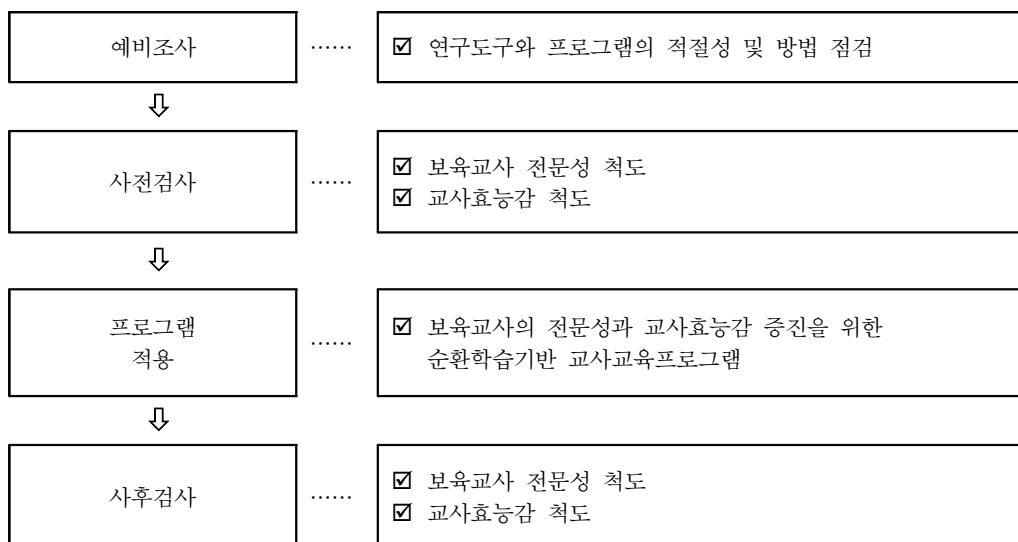 예비조사 …… ☑ 연구도구와 프로그램의 적절성 및 방법 점검
⇩
사전검사 …… ☑ 보육교사 전문성 척도
☑ 교사효능감 척도
⇩
프로그램
적용 …… ☑ 보육교사의 전문성과 교사효능감 증진을 위한
순환학습기반 교사교육프로그램
⇩
사후검사 …… ☑ 보육교사 전문성 척도
☑ 교사효능감 척도